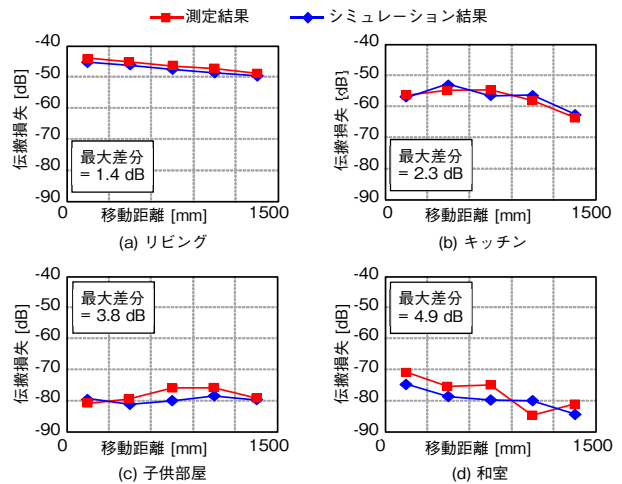 測定結果 シミュレーション結果
-40
-50
-60
-70
-80
-90
伝搬損失 [dB]
最大差分
= 1.4 dB
0 移動距離 [mm] 1500
(a) リビング
-40
-50
-60
-70
-80
-90
伝搬損失 [dB]
最大差分
= 2.3 dB
0 移動距離 [mm] 1500
(b) キッチン
-40
-50
-60
-70
-80
-90
伝搬損失 [dB]
最大差分
= 3.8 dB
0 移動距離 [mm] 1500
(c) 子供部屋
-40
-50
-60
-70
-80
-90
伝搬損失 [dB]
最大差分
= 4.9 dB
0 移動距離 [mm] 1500
(d) 和室